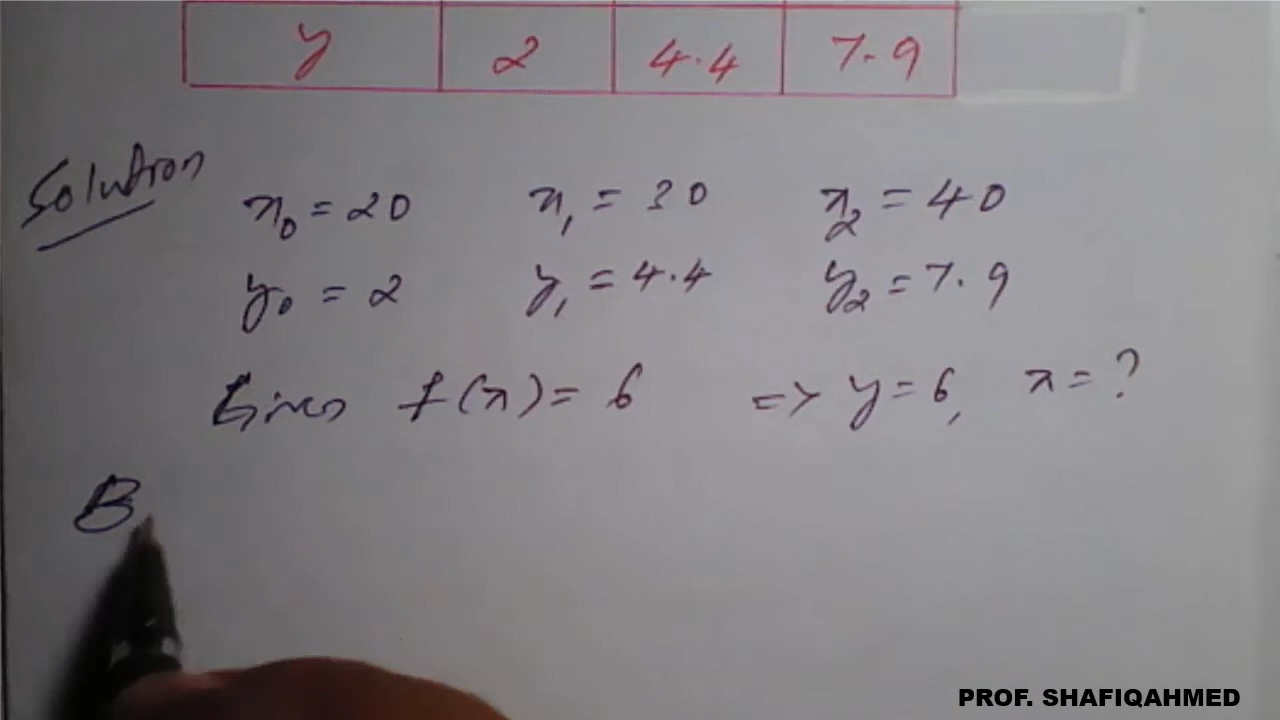 y 2 4.4 7.9
Solution
x₀ = 20 x₁ = 30 x₂ = 40
y₀ = 2 y₁ = 4.4 y₂ = 7.9
Given f(x) = 6 => y = 6, x = ?
B
PROF. SHAFIQAHMED